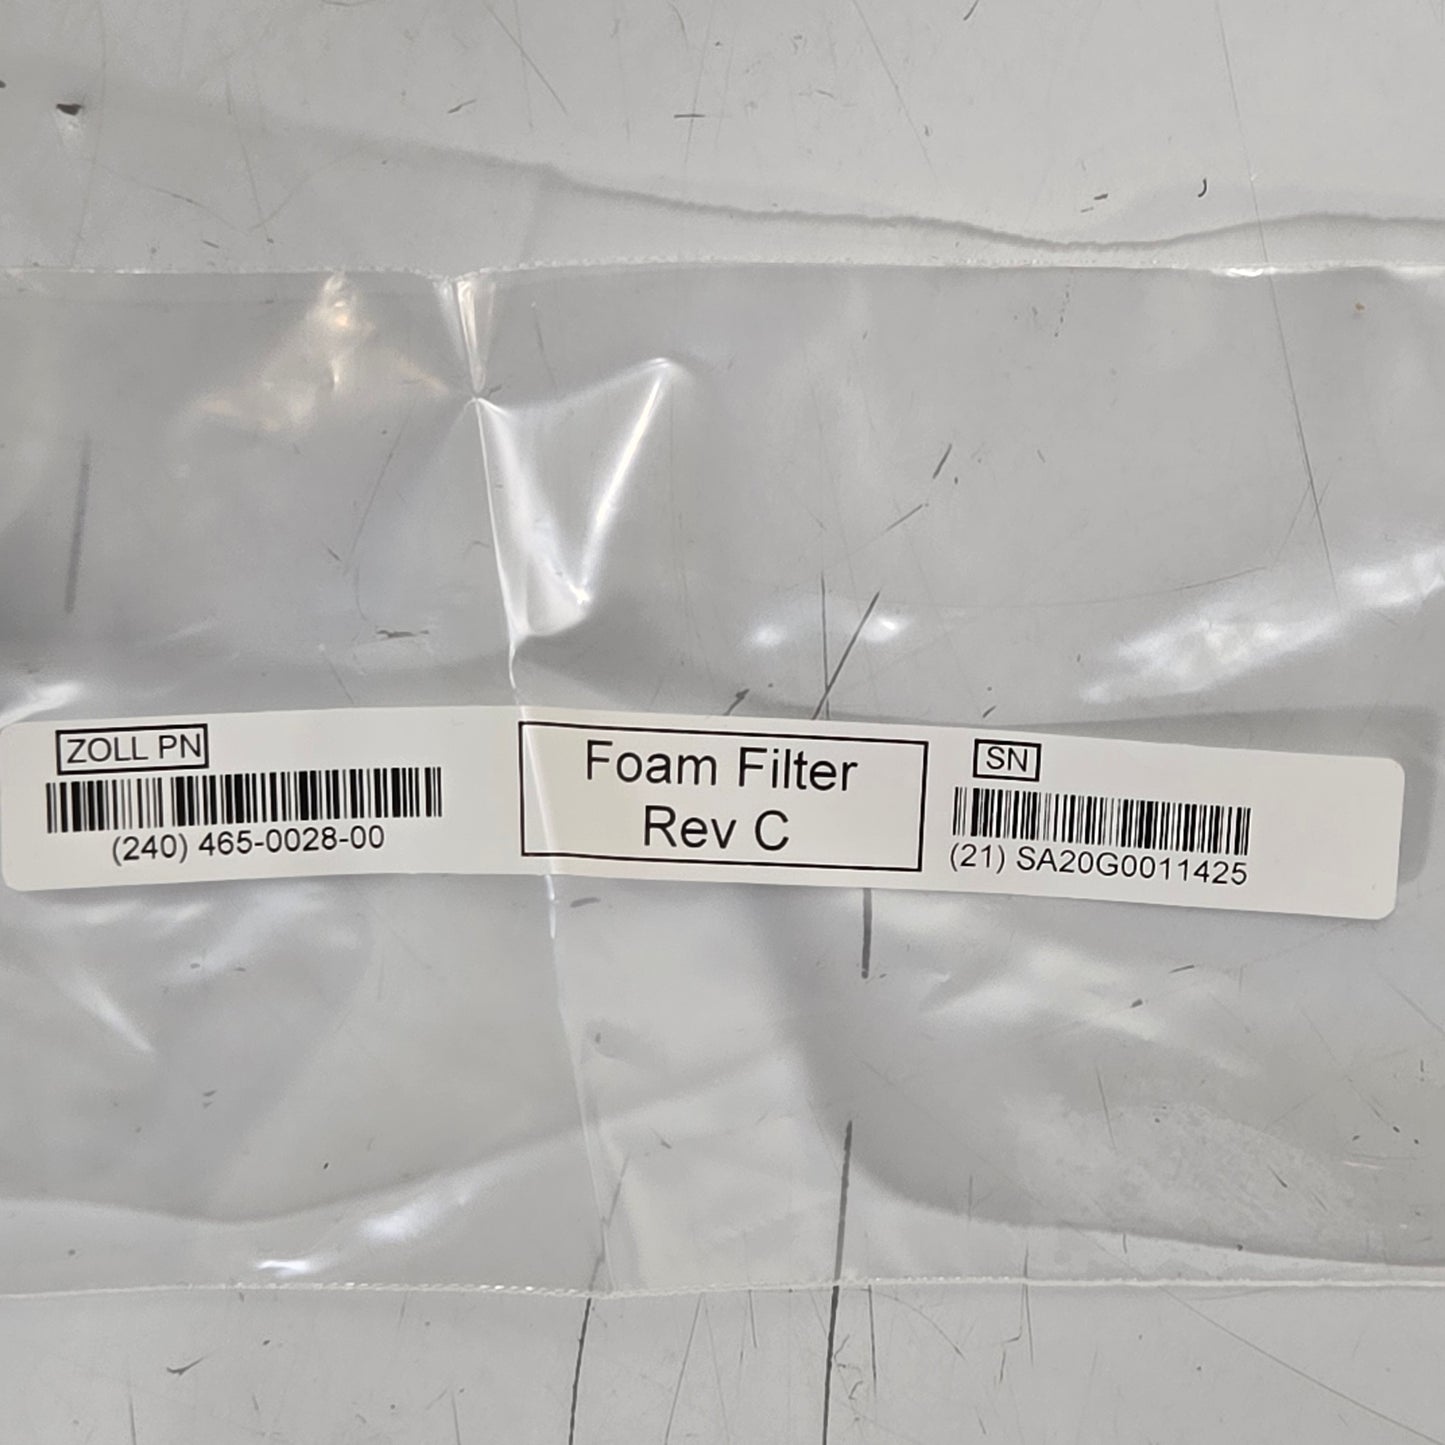 ZOLL PN
(240) 465-0028-00
Foam Filter
Rev C
SN
(21) SA20G0011425